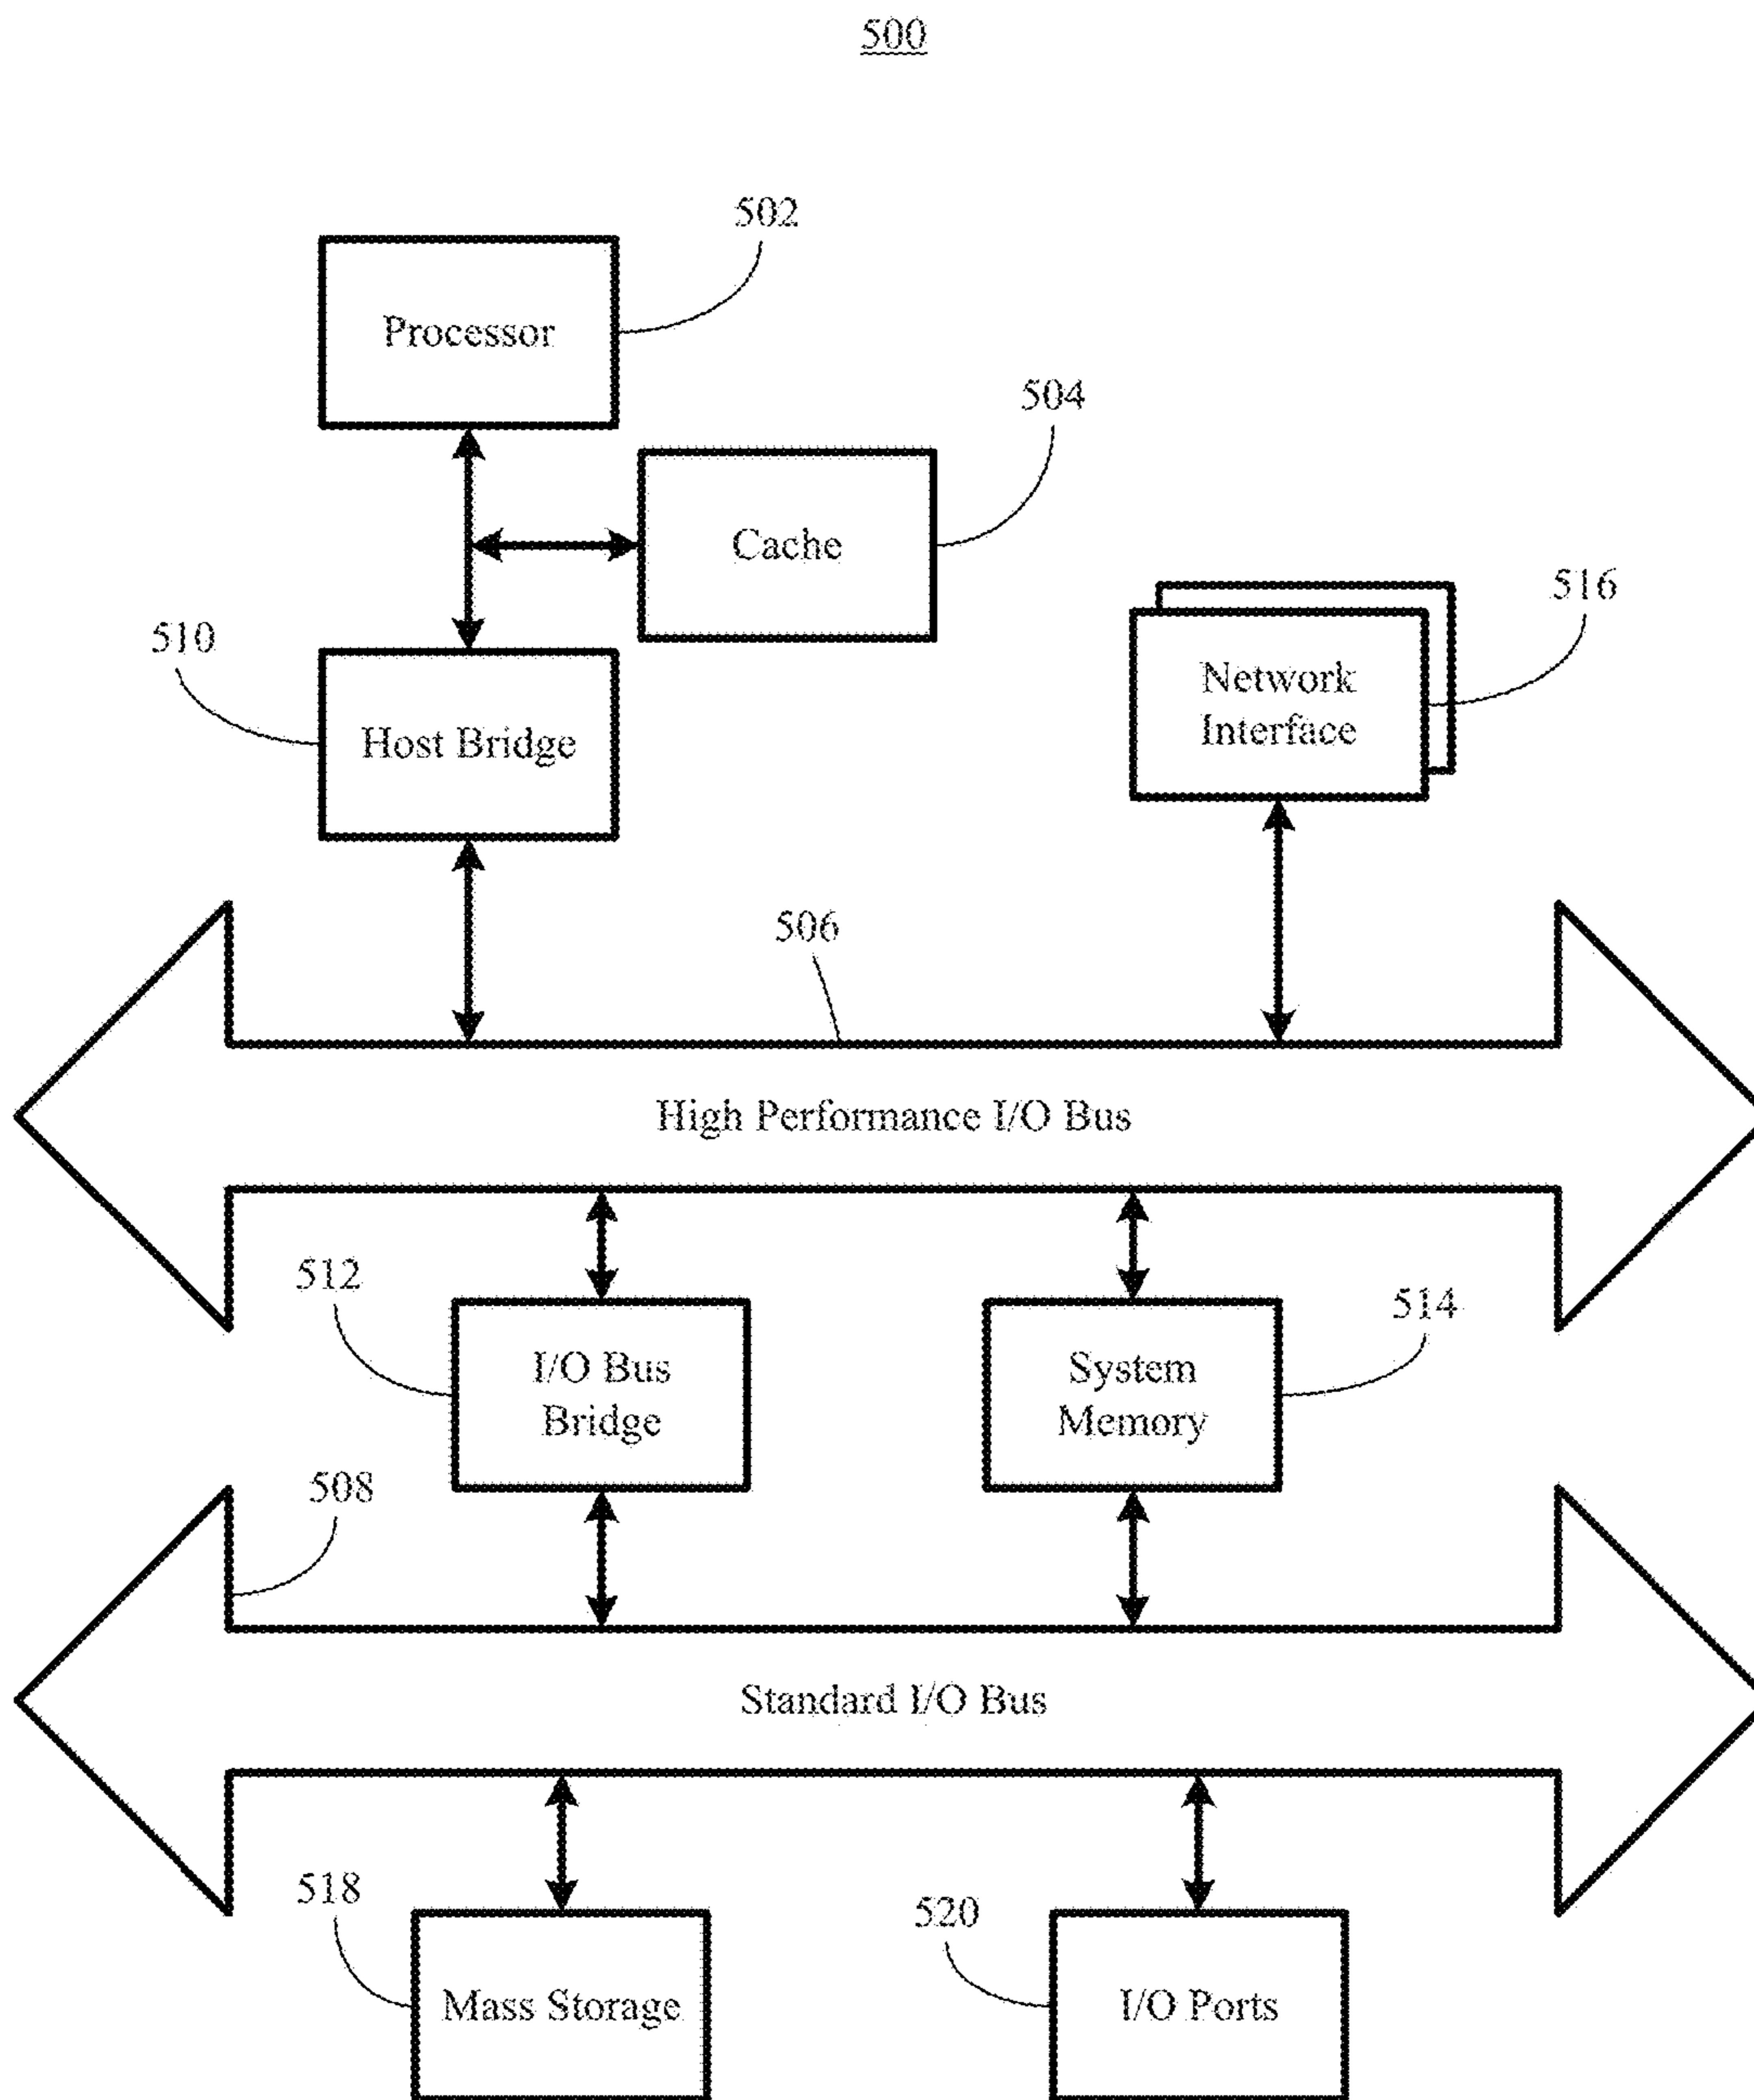 500
502
Processor
504
Cache
516
510
Network
Interface
Host Bridge
506
High Performance I/O Bus
512
514
I/O Bus
Bridge
System
Memory
508
Standard I/O Bus
518
520
Mass Storage
I/O Ports